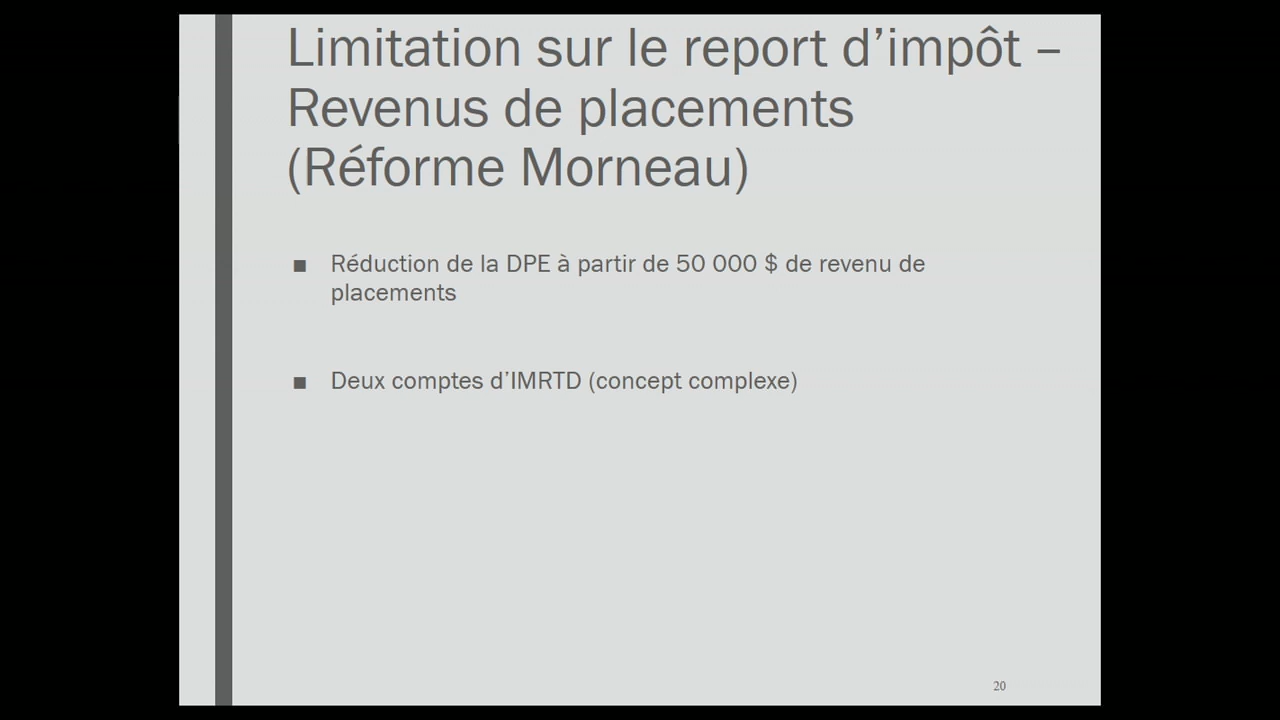 Limitation sur le report d’impôt –
Revenus de placements
(Réforme Morneau)
■ Réduction de la DPE à partir de 50 000 $ de revenu de
placements
■ Deux comptes d’IMRTD (concept complexe)
20